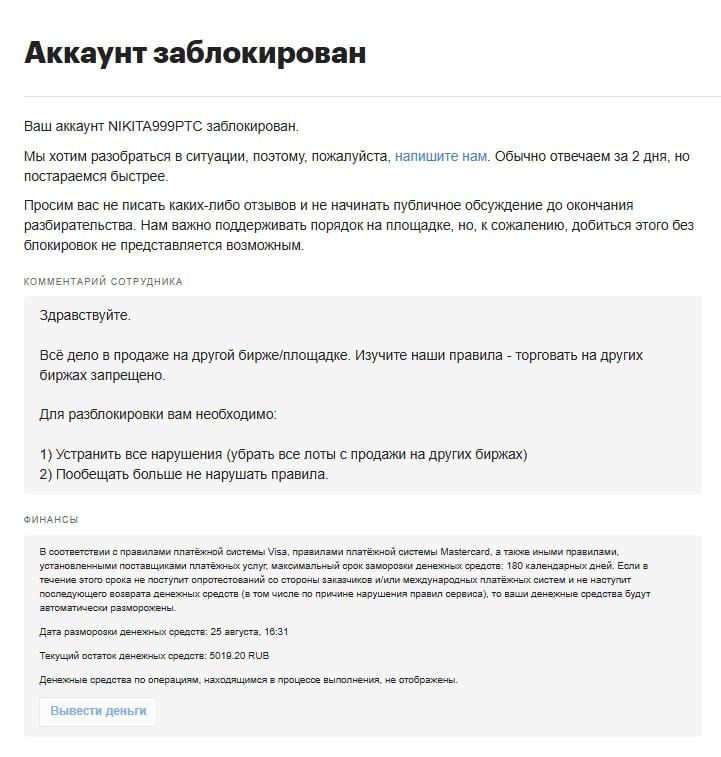 Аккаунт заблокирован
Ваш аккаунт NIKITA999PTC заблокирован.
Мы хотим разобраться в ситуации, поэтому, пожалуйста, напишите нам. Обычно отвечаем за 2 дня, но
постараемся быстрее.
Просим вас не писать каких-либо отзывов и не начинать публичное обсуждение до окончания
разбирательства. Нам важно поддерживать порядок на площадке, но, к сожалению, добиться этого без
блокировок не представляется возможным.
КОММЕНТАРИЙ СОТРУДНИКА
Здравствуйте.
Всё дело в продаже на другой бирже/площадке. Изучите наши правила - торговать на других
биржах запрещено.
Для разблокировки вам необходимо:
1) Устранить все нарушения (убрать все лоты с продажи на других биржах)
2) Пообещать больше не нарушать правила.
ФИНАНСЫ
В соответствии с правилами платёжной системы Visa, правилами платёжной системы Mastercard, а также иными правилами,
установленными поставщиками платёжных услуг, максимальный срок заморозки денежных средств: 180 календарных дней. Если в
течение этого срока не поступит опротестований со стороны заказчиков и/или международных платёжных систем и не наступит
последующего возврата денежных средств (в том числе по причине нарушения правил сервиса), то ваши денежные средства будут
автоматически разморожены.
Дата разморозки денежных средств: 25 августа, 16:31
Текущий остаток денежных средств: 5019.20 RUB
Денежные средства по операциям, находящимся в процессе выполнения, не отображены.
Вывести деньги